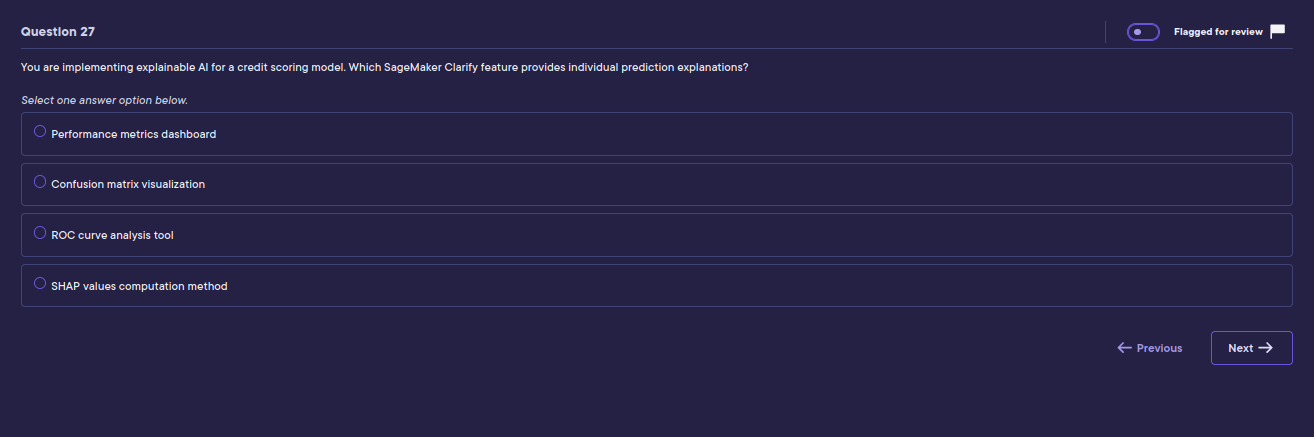 Question 27
Flagged for review
You are implementing explainable AI for a credit scoring model. Which SageMaker Clarify feature provides individual prediction explanations?
Select one answer option below.
Performance metrics dashboard
Confusion matrix visualization
ROC curve analysis tool
SHAP values computation method
Previous
Next